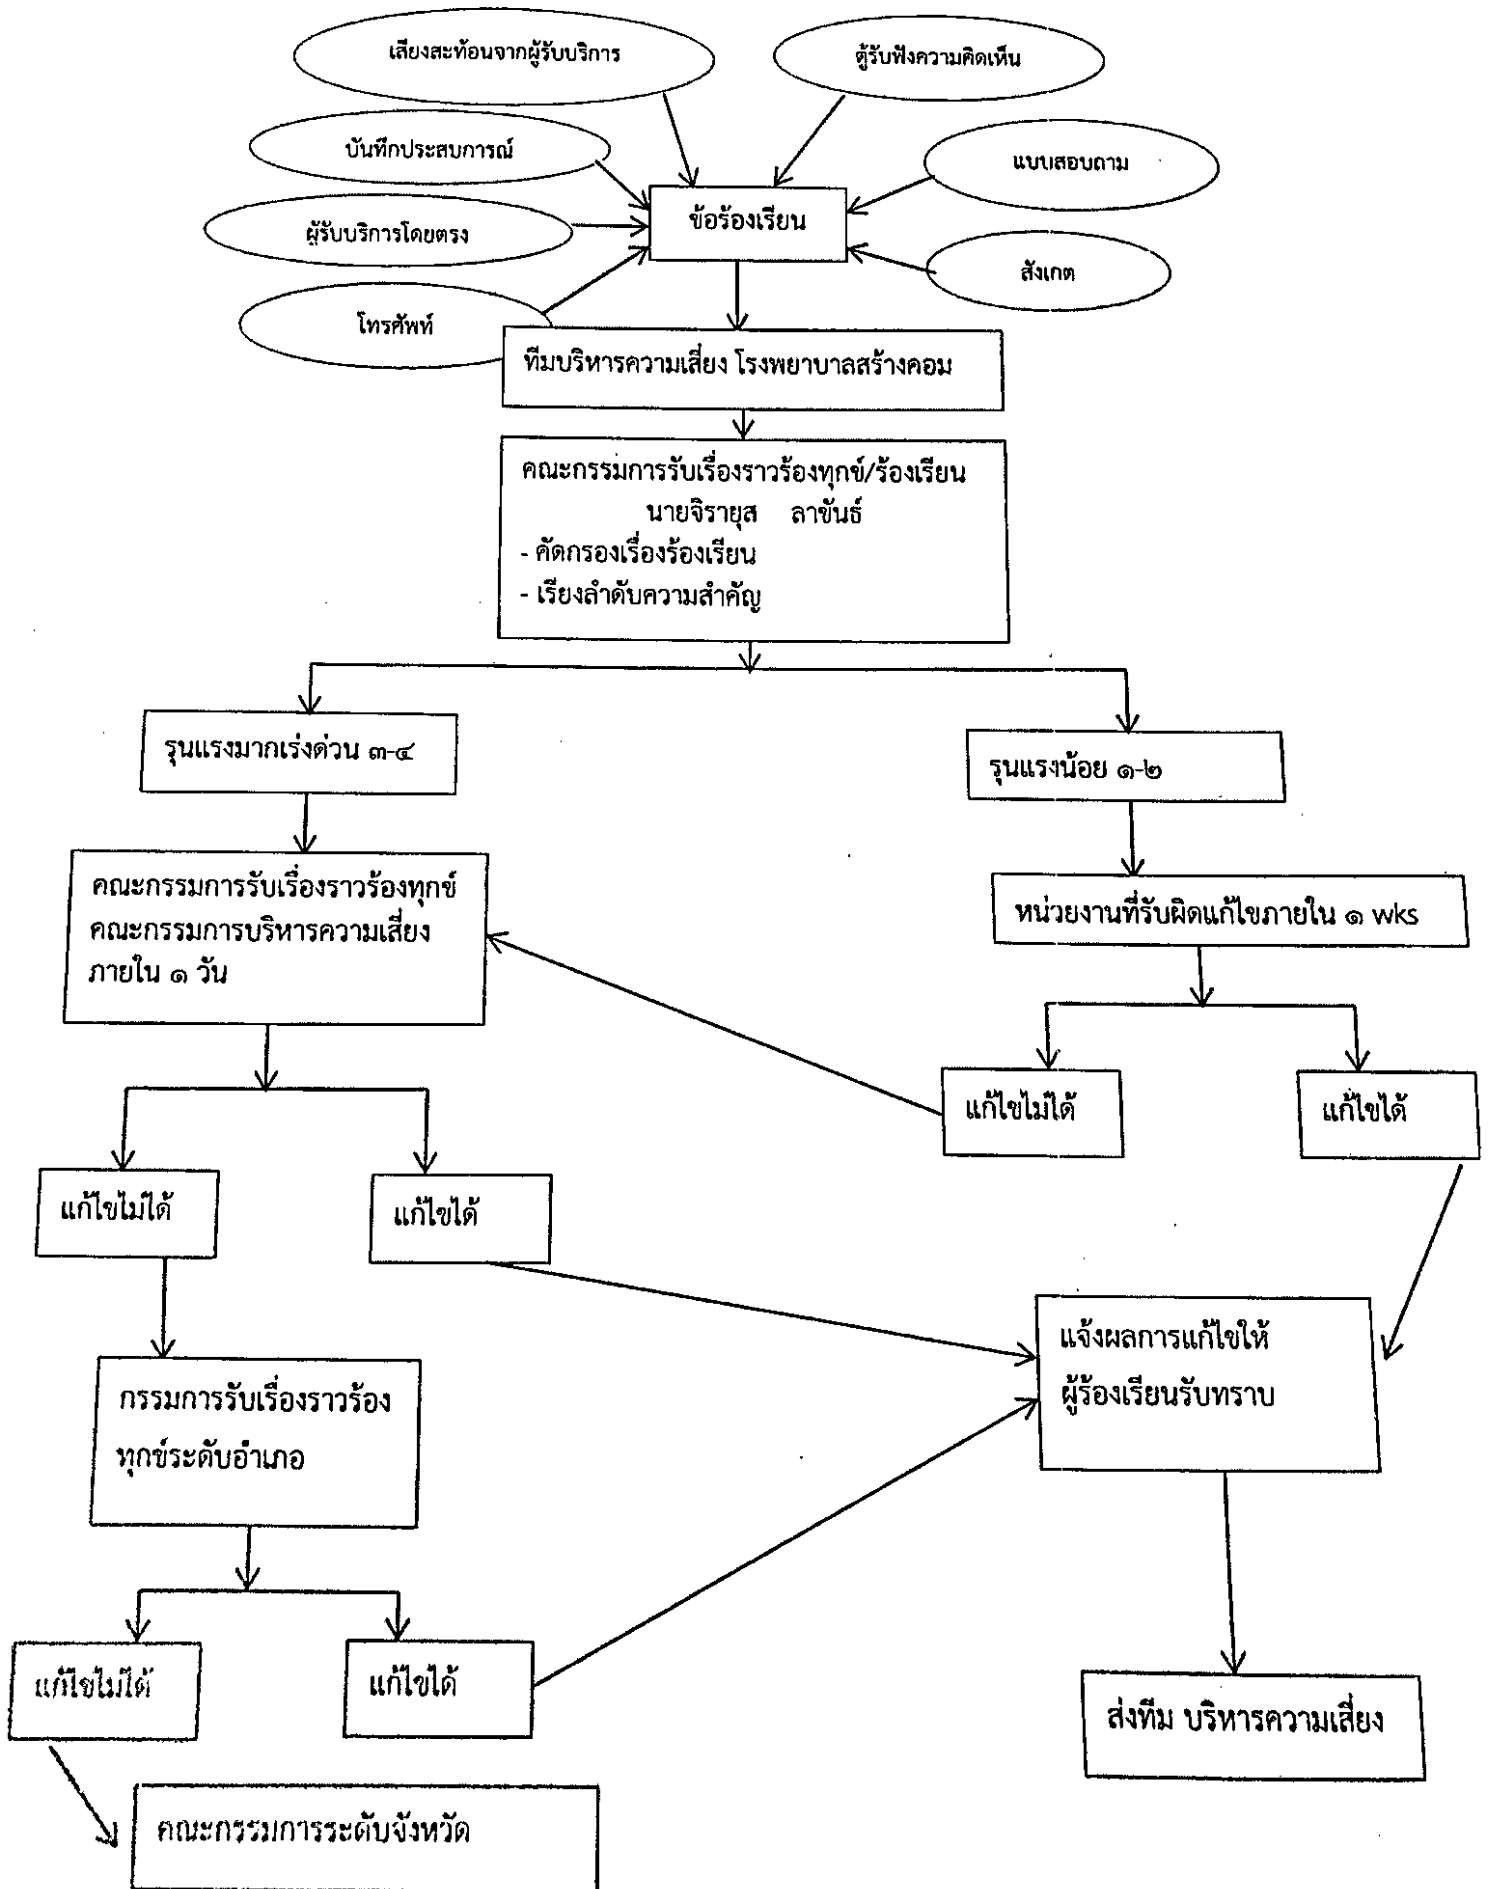 เสียงสะท้อนจากผู้รับบริการ
ตู้รับฟังความคิดเห็น
บันทึกประสบการณ์
แบบสอบถาม
ผู้รับบริการโดยตรง
ข้อร้องเรียน
สังเกต
โทรศัพท์
ทีมบริหารความเสี่ยง โรงพยาบาลสร้างคอม
คณะกรรมการรับเรื่องราวร้องทุกข์/ร้องเรียน
นายจิรายุส ลาขันธ์
- คัดกรองเรื่องร้องเรียน
- เรียงลำดับความสำคัญ
รุนแรงมากเร่งด่วน ๓-๔
รุนแรงน้อย ๑-๒
คณะกรรมการรับเรื่องราวร้องทุกข์
คณะกรรมการบริหารความเสี่ยง
ภายใน ๑ วัน
หน่วยงานที่รับผิดแก้ไขภายใน ๑ wks
แก้ไขไม่ได้
แก้ไขได้
แก้ไขไม่ได้
แก้ไขได้
แจ้งผลการแก้ไขให้
ผู้ร้องเรียนรับทราบ
กรรมการรับเรื่องราวร้อง
ทุกข์ระดับอำเภอ
แก้ไขไม่ได้
แก้ไขได้
ส่งทีม บริหารความเสี่ยง
คณะกรรมการระดับจังหวัด